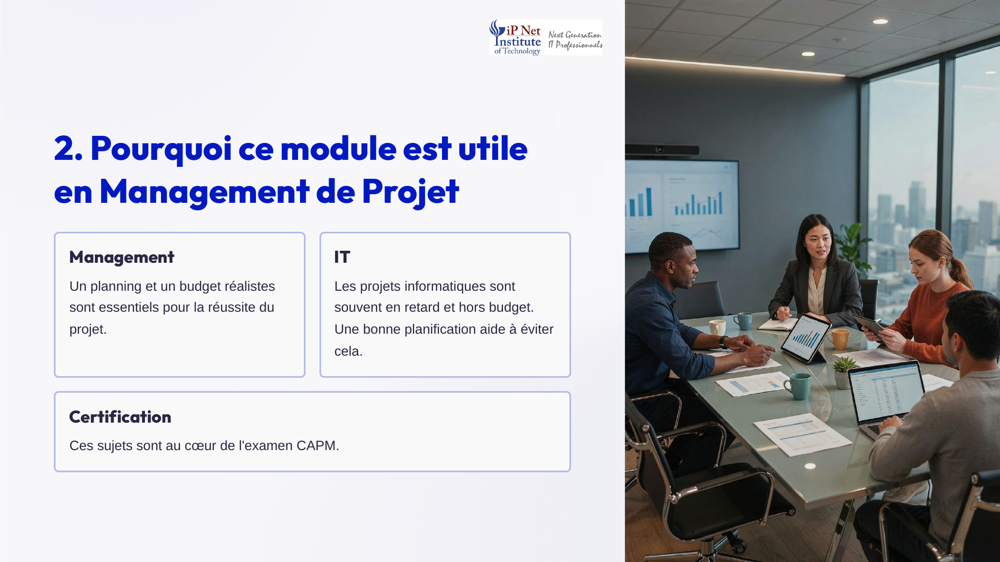 iP Net
Institute
of Technology
Next Generation
IT Professionnels
2. Pourquoi ce module est utile
en Management de Projet
Management
Un planning et un budget réalistes
sont essentiels pour la réussite du
projet.
IT
Les projets informatiques sont
souvent en retard et hors budget.
Une bonne planification aide à éviter
cela.
Certification
Ces sujets sont au cœur de l'examen CAPM.